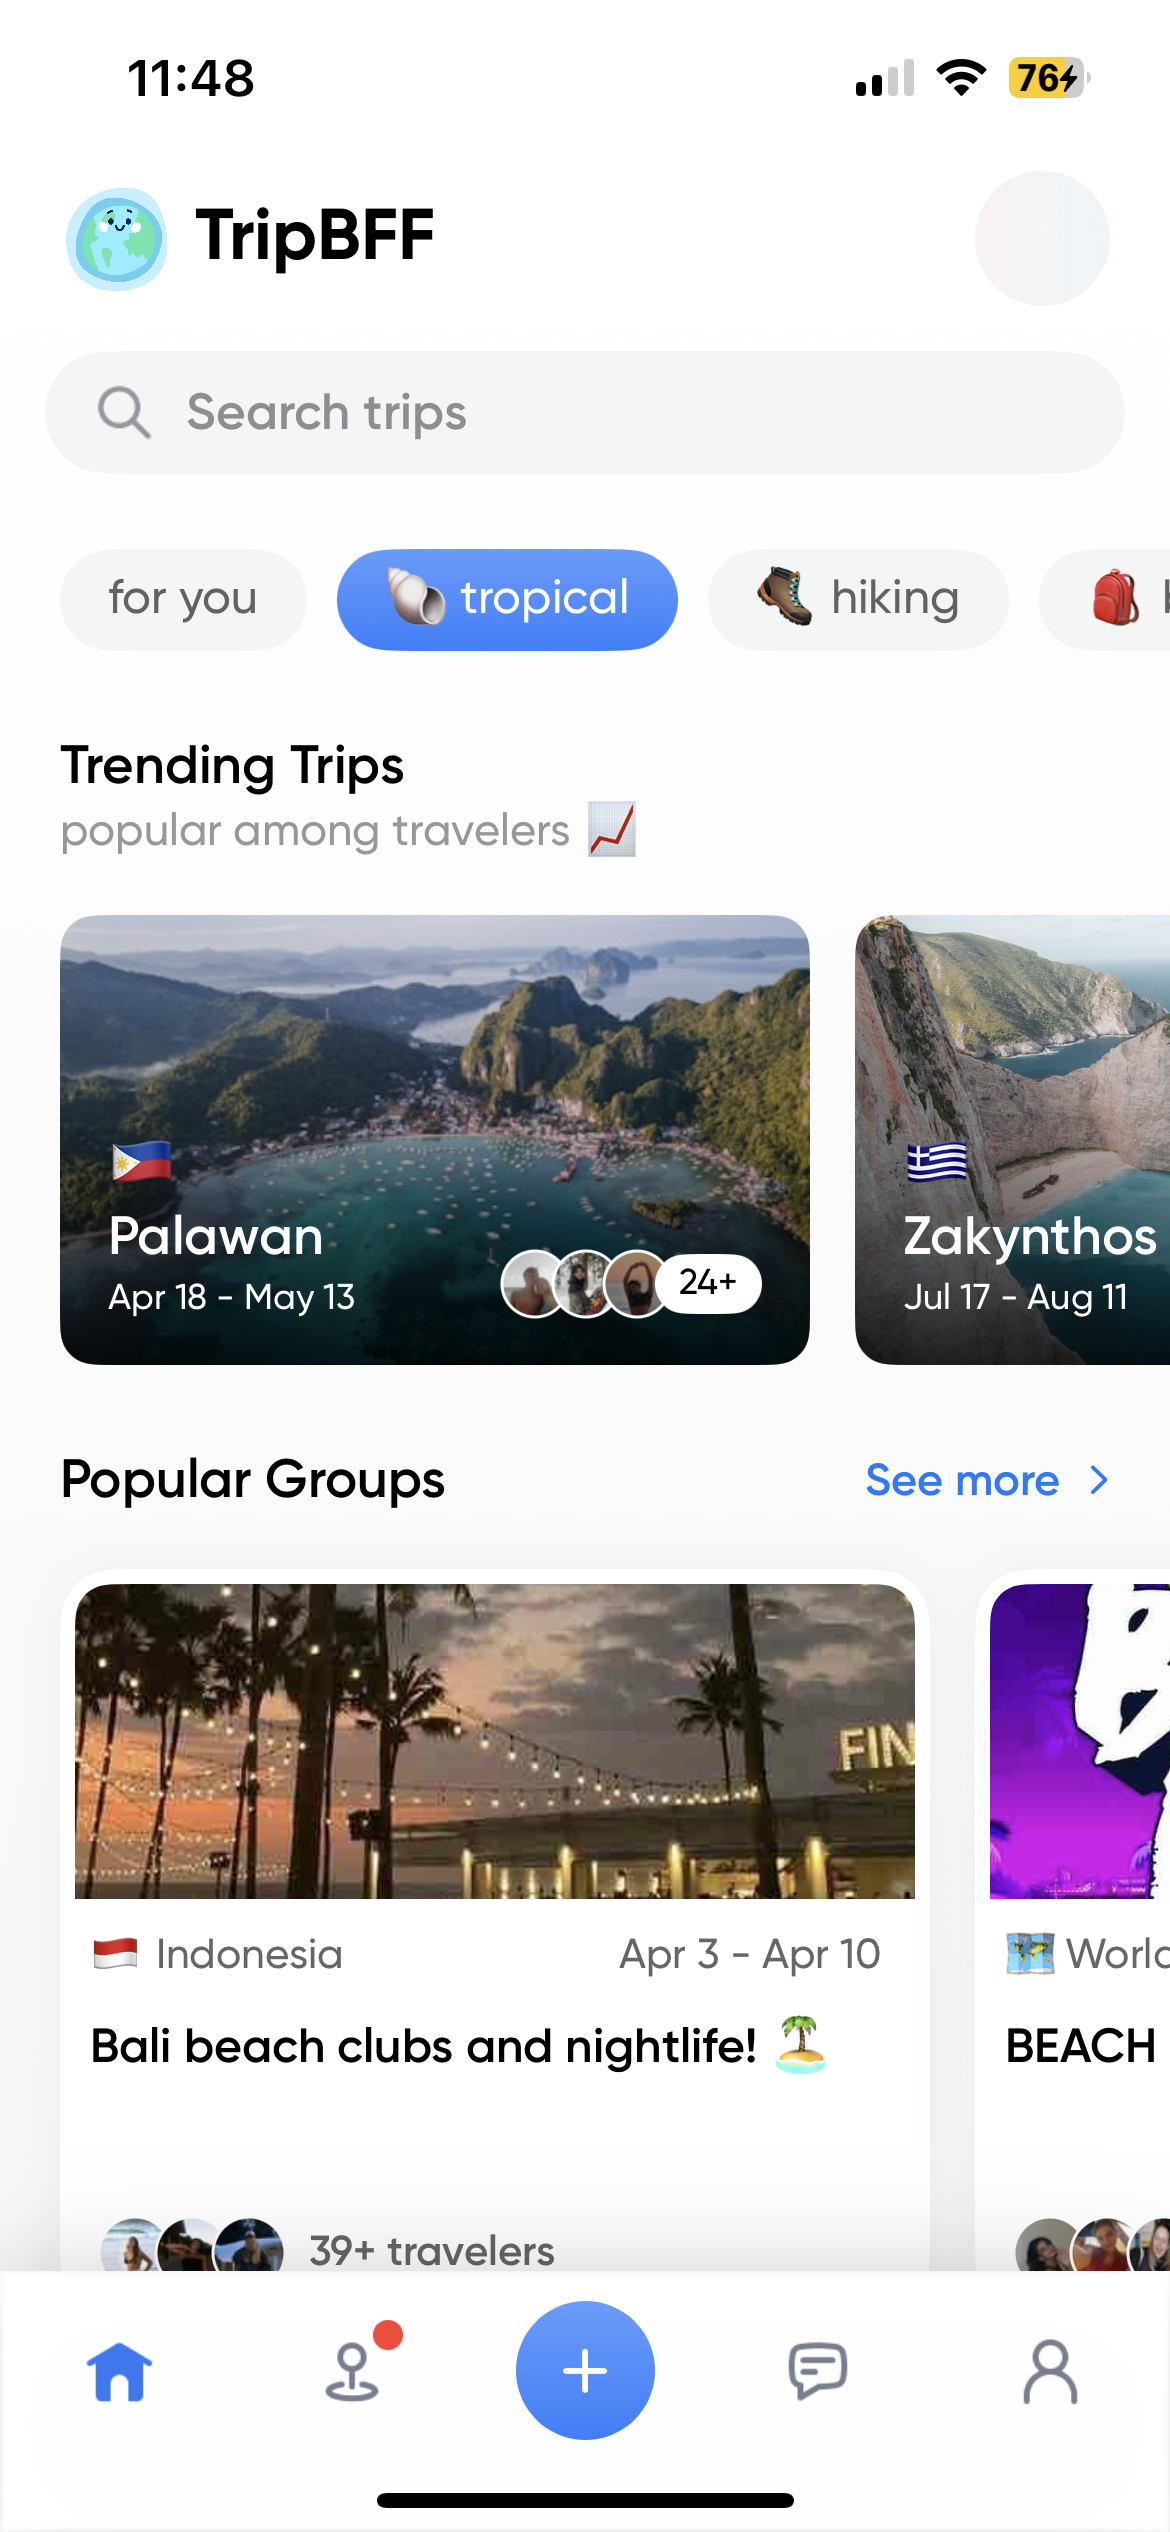 11:48
76
TripBFF
Search trips
for you
tropical
hiking
Trending Trips
popular among travelers
Palawan
Apr 18 - May 13
24+
Zakynthos
Jul 17 - Aug 11
Popular Groups
See more
FIN
Indonesia
Apr 3 - Apr 10
Bali beach clubs and nightlife!
39+ travelers
BEACH